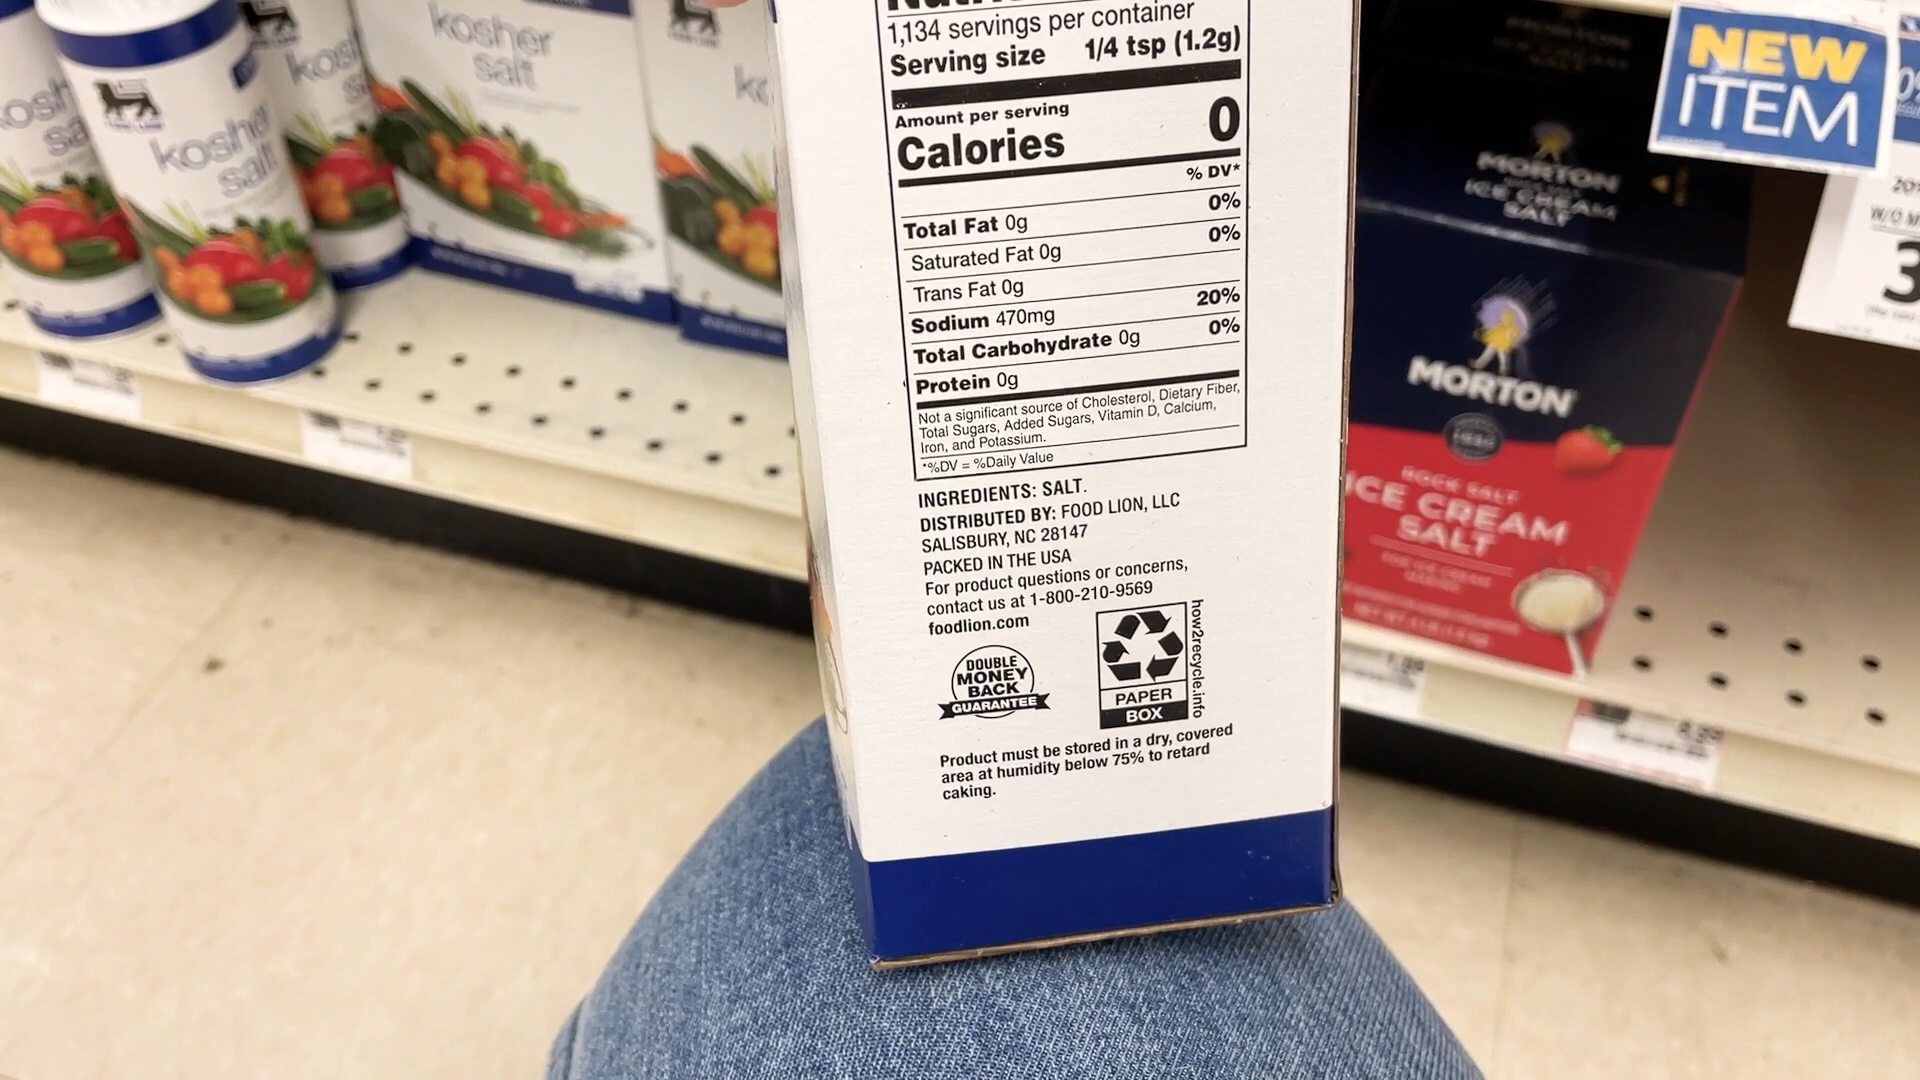 1,134 servings per container
Serving size 1/4 tsp (1.2g)
Amount per serving
Calories 0
% DV*
Total Fat 0g 0%
Saturated Fat 0g 0%
Trans Fat 0g
Sodium 470mg 20%
Total Carbohydrate 0g 0%
Protein 0g
Not a significant source of Cholesterol, Dietary Fiber,
Total Sugars, Added Sugars, Vitamin D, Calcium,
Iron, and Potassium.
*%DV = %Daily Value
INGREDIENTS: SALT.
DISTRIBUTED BY: FOOD LION, LLC
SALISBURY, NC 28147
PACKED IN THE USA
For product questions or concerns,
contact us at 1-800-210-9569
foodlion.com
DOUBLE
MONEY
BACK
GUARANTEE
PAPER
BOX
how2recycle.info
Product must be stored in a dry, covered
area at humidity below 75% to retard
caking.
kosher
salt
kosher
salt
NEW
ITEM
MORTON
ICE CREAM
SALT
MORTON
ROCK SALT
ICE CREAM
SALT